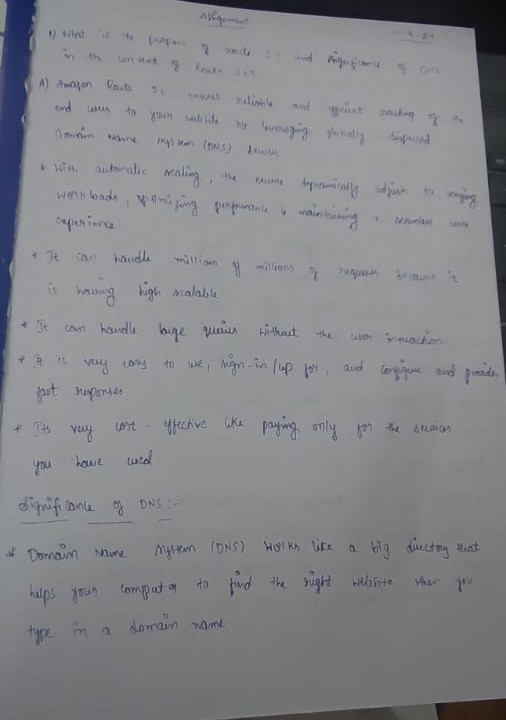 Assignment
1) What is the purpose of route 53 and significance of DNS
in the context of Route 53?
A) Amazon Route 53 ensures reliable and efficient routing of the
end users to your website by leveraging globally dispersed
Domain Name System (DNS) servers
* With automatic scaling, the service dynamically adjust to varying
workloads, optimizing performance & maintaining a seamless user
experience
* It can handle millions of millions of requests because it
is having high scalable
* It can handle large queries without the user interaction
* It is very easy to use, sign-in/up for, and configure and provides
fast responses
* Its very cost-effective like paying only for the services
you have used
Significance of DNS :-
* Domain Name System (DNS) works like a big directory that
helps your computer to find the right website when you
type in a domain name.